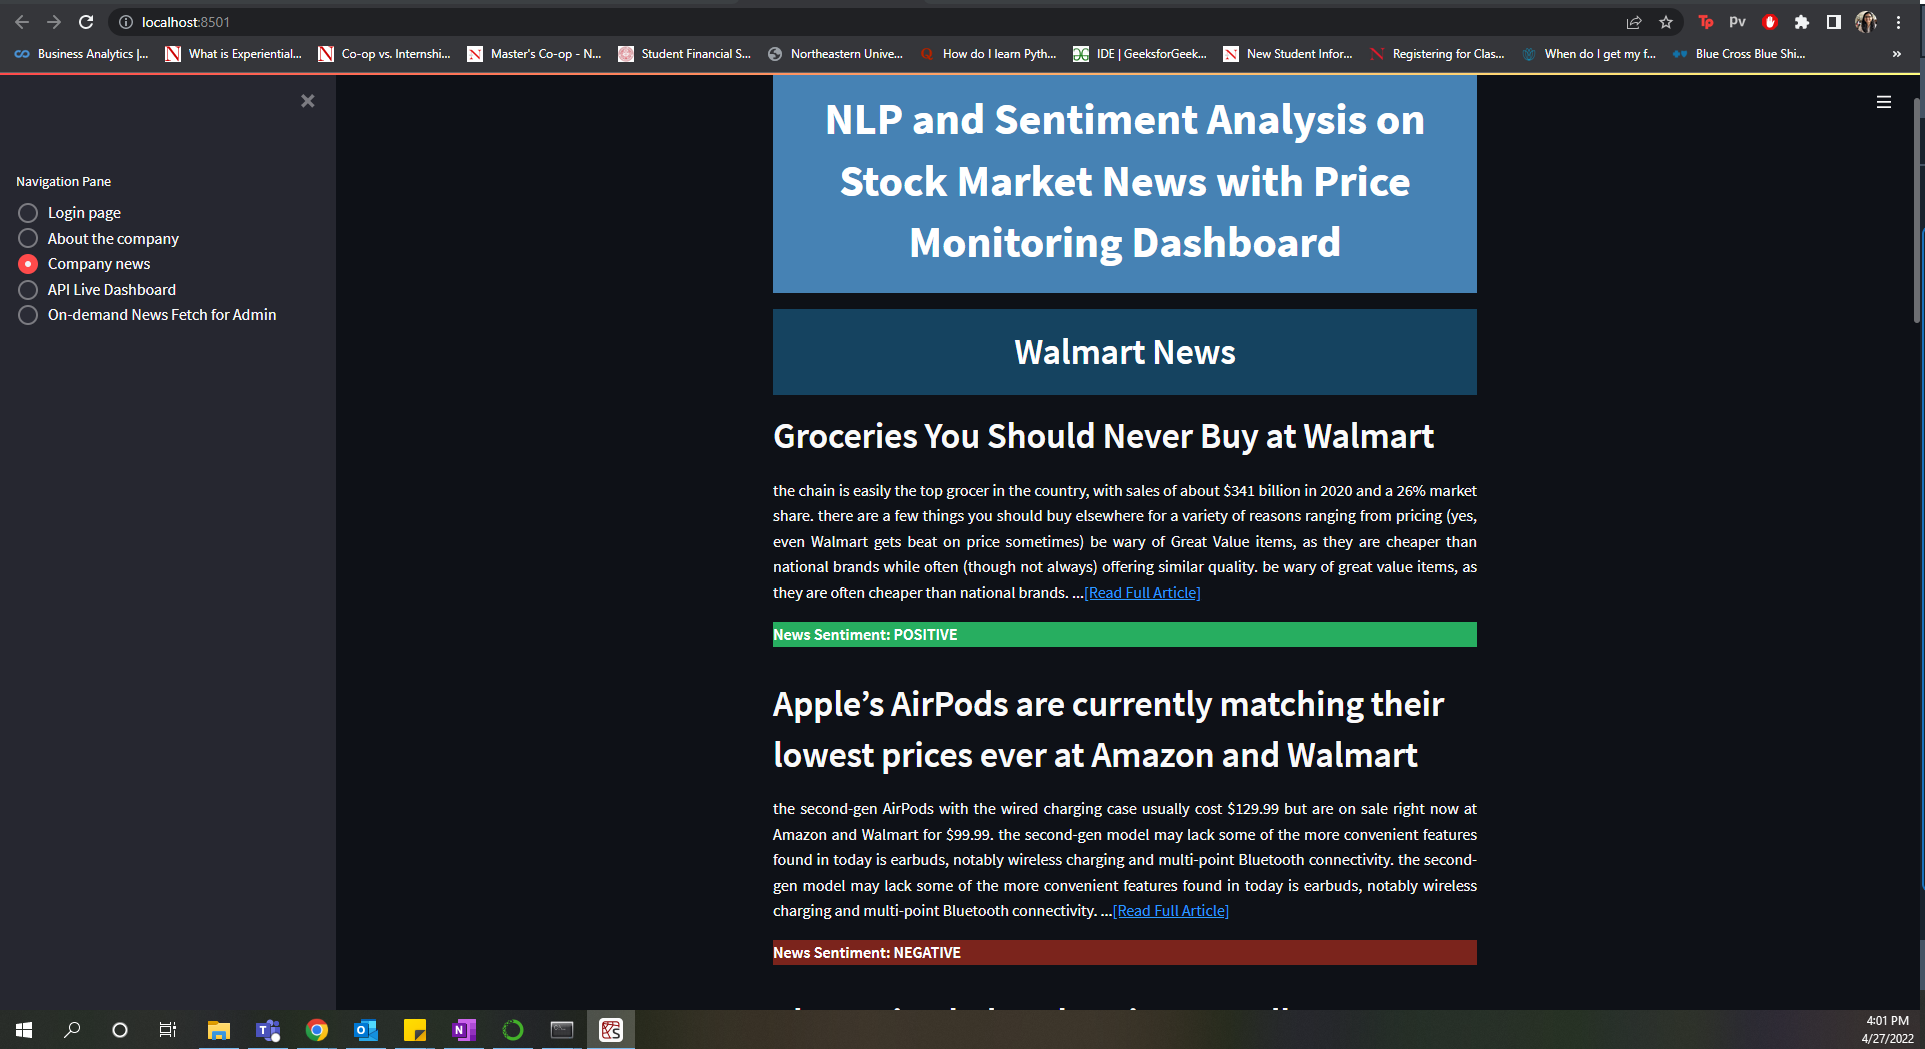 localhost:8501
Business Analytics |... What is Experiential... Co-op vs. Internshi... Master's Co-op - N... Student Financial S... Northeastern Unive... How do I learn Pyth... IDE | GeeksforGeek... New Student Infor... Registering for Clas... When do I get my f... Blue Cross Blue Shi... »
Navigation Pane
Login page
About the company
Company news
API Live Dashboard
On-demand News Fetch for Admin
NLP and Sentiment Analysis on
Stock Market News with Price
Monitoring Dashboard
Walmart News
Groceries You Should Never Buy at Walmart
the chain is easily the top grocer in the country, with sales of about $341 billion in 2020 and a 26% market
share. there are a few things you should buy elsewhere for a variety of reasons ranging from pricing (yes,
even Walmart gets beat on price sometimes) be wary of Great Value items, as they are cheaper than
national brands while often (though not always) offering similar quality. be wary of great value items, as
they are often cheaper than national brands. ...[Read Full Article]
News Sentiment: POSITIVE
Apple’s AirPods are currently matching their
lowest prices ever at Amazon and Walmart
the second-gen AirPods with the wired charging case usually cost $129.99 but are on sale right now at
Amazon and Walmart for $99.99. the second-gen model may lack some of the more convenient features
found in today is earbuds, notably wireless charging and multi-point Bluetooth connectivity. the second-
gen model may lack some of the more convenient features found in today is earbuds, notably wireless
charging and multi-point Bluetooth connectivity. ...[Read Full Article]
News Sentiment: NEGATIVE
4:01 PM
4/27/2022